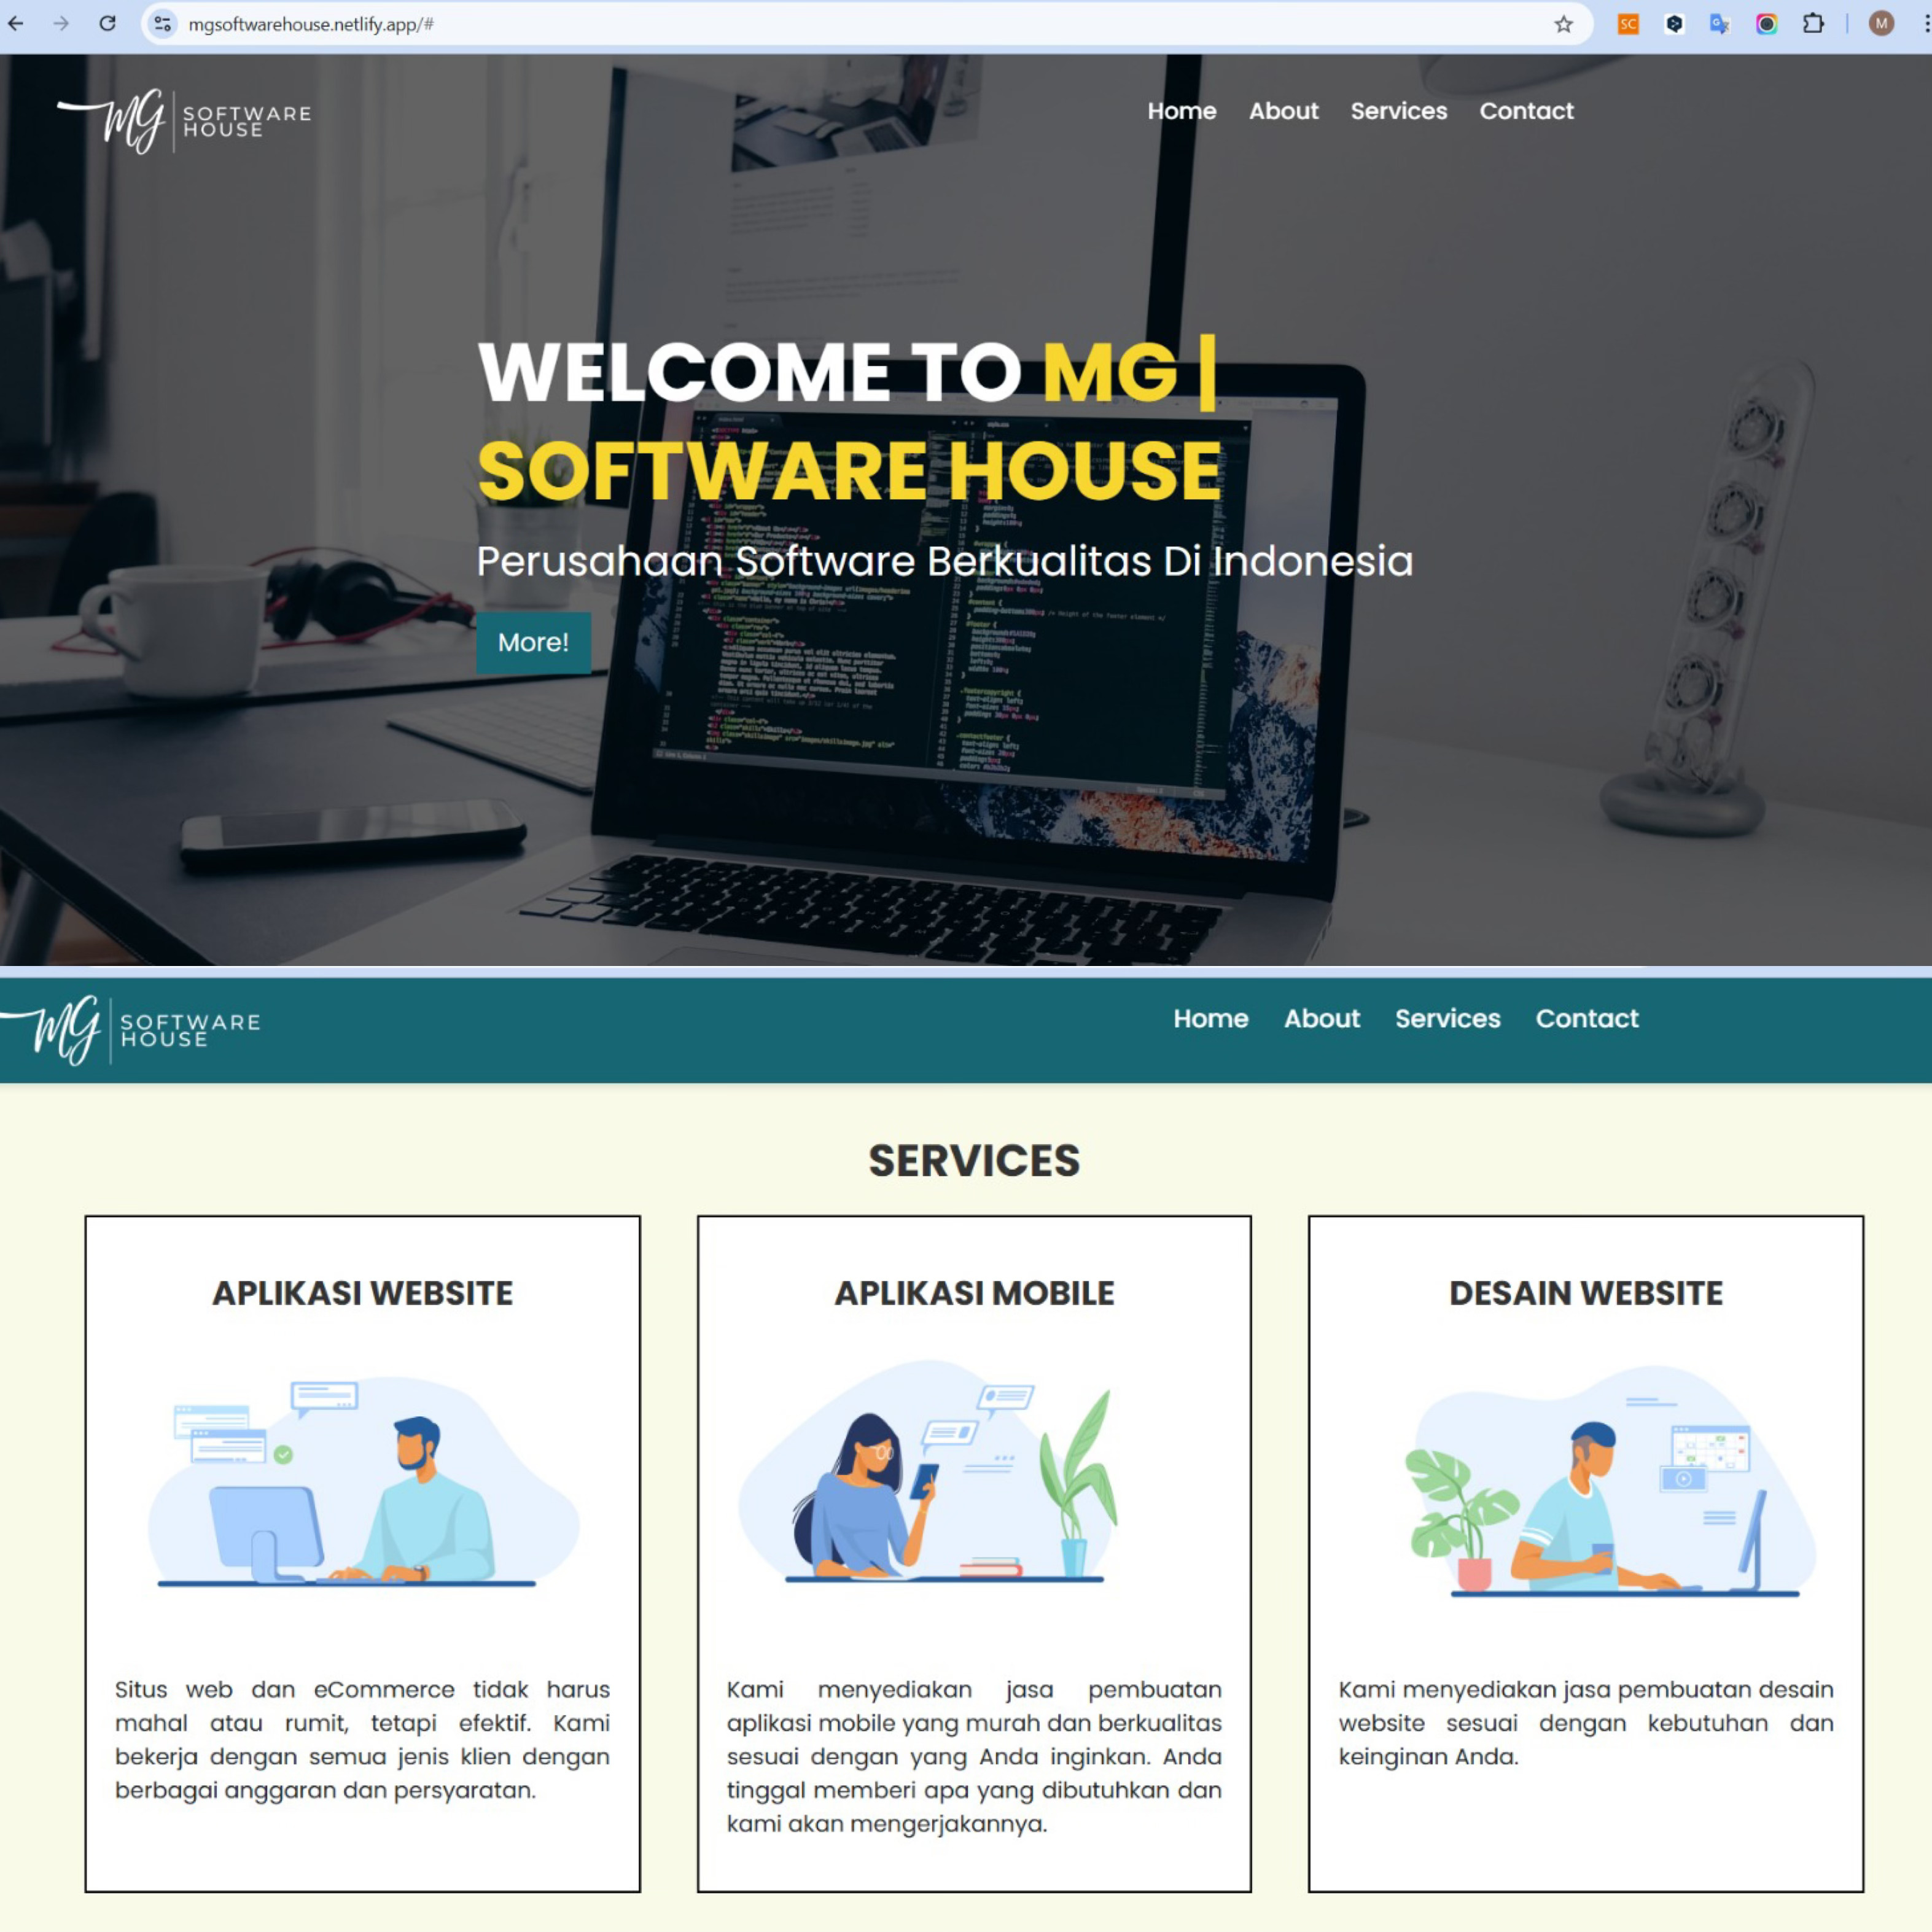 mgsoftwarehouse.netlify.app/#
SC
M
MG
SOFTWARE
HOUSE
Home About Services Contact
WELCOME TO MG |
SOFTWARE HOUSE
Perusahaan Software Berkualitas Di Indonesia
More!
MG
SOFTWARE
HOUSE
Home About Services Contact
SERVICES
APLIKASI WEBSITE
Situs web dan eCommerce tidak harus
mahal atau rumit, tetapi efektif. Kami
bekerja dengan semua jenis klien dengan
berbagai anggaran dan persyaratan.
APLIKASI MOBILE
Kami menyediakan jasa pembuatan
aplikasi mobile yang murah dan berkualitas
sesuai dengan yang Anda inginkan. Anda
tinggal memberi apa yang dibutuhkan dan
kami akan mengerjakannya.
DESAIN WEBSITE
Kami menyediakan jasa pembuatan desain
website sesuai dengan kebutuhan dan
keinginan Anda.